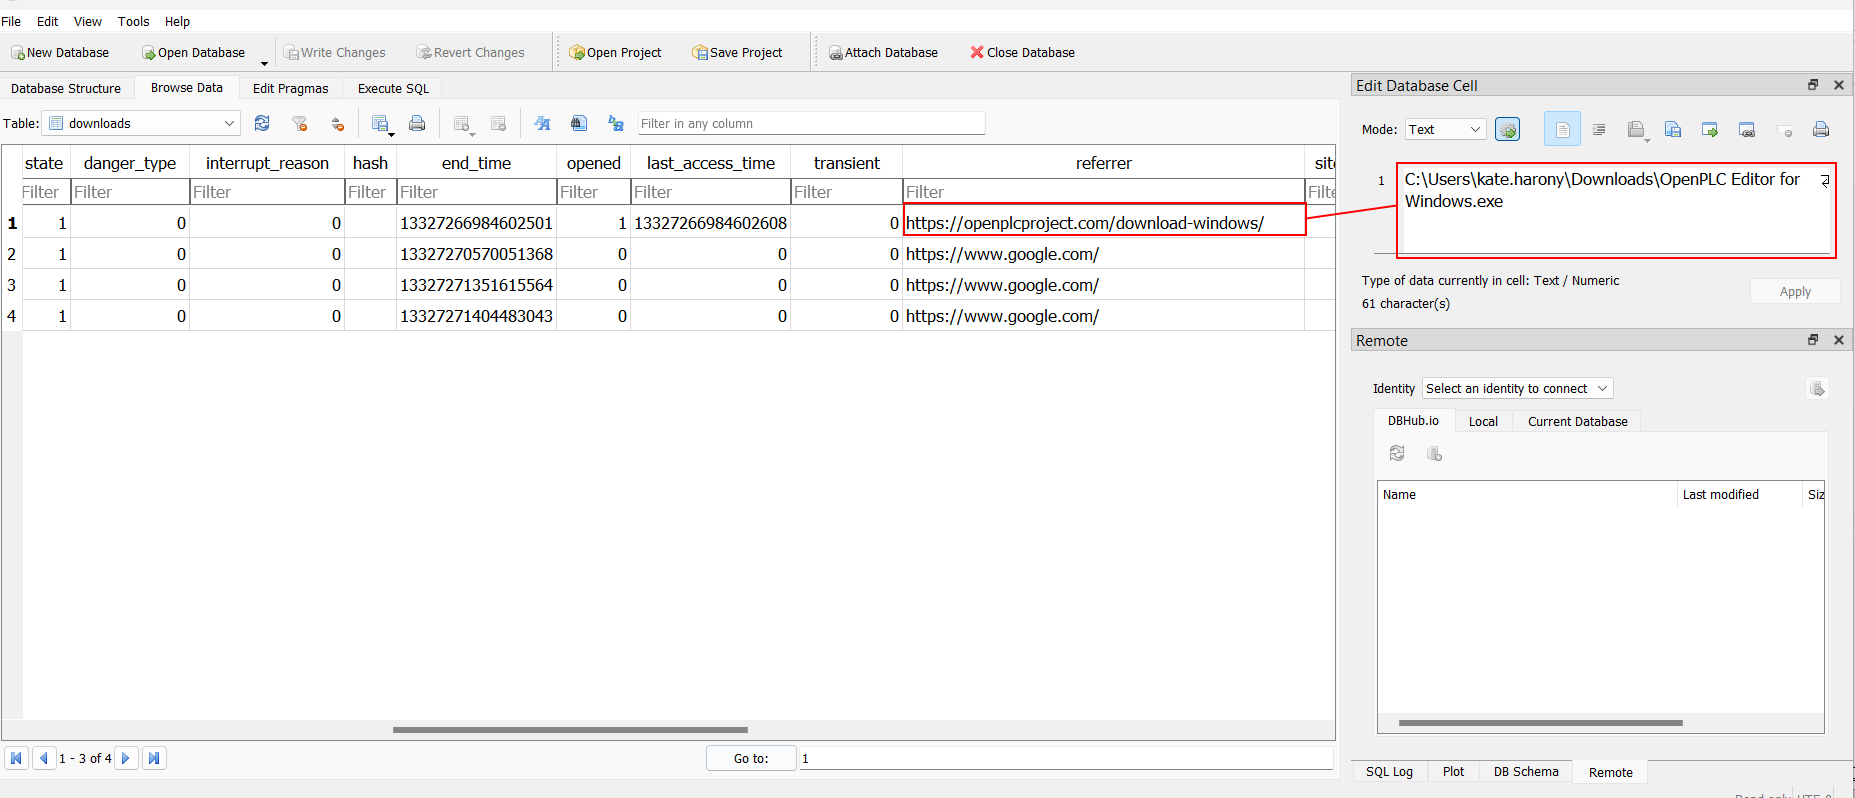 File Edit View Tools Help
New Database Open Database Write Changes Revert Changes Open Project Save Project Attach Database Close Database
Database Structure Browse Data Edit Pragmas Execute SQL
Table: downloads Filter in any column
state danger_type interrupt_reason hash end_time opened last_access_time transient referrer site
Filter Filter Filter Filter Filter Filter Filter Filter Filter Filter
1 1 0 0 13327266984602501 1 13327266984602608 0 https://openplcproject.com/download-windows/
2 1 0 0 13327270570051368 0 0 0 https://www.google.com/
3 1 0 0 13327271351615564 0 0 0 https://www.google.com/
4 1 0 0 13327271404483043 0 0 0 https://www.google.com/
1 - 3 of 4 Go to: 1
Edit Database Cell
Mode: Text
1 C:\Users\kate.harony\Downloads\OpenPLC Editor for
Windows.exe
Type of data currently in cell: Text / Numeric
61 character(s)
Apply
Remote
Identity Select an identity to connect
DBHub.io Local Current Database
Name Last modified Siz
SQL Log Plot DB Schema Remote